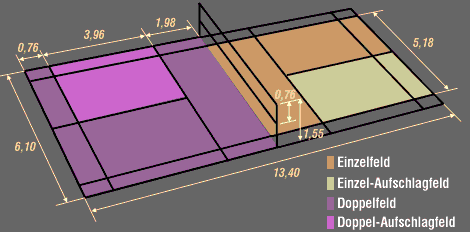 0,76
3,96
1,98
5,18
0,76
1,55
6,10
13,40
Einzelfeld
Einzel-Aufschlagfeld
Doppelfeld
Doppel-Aufschlagfeld